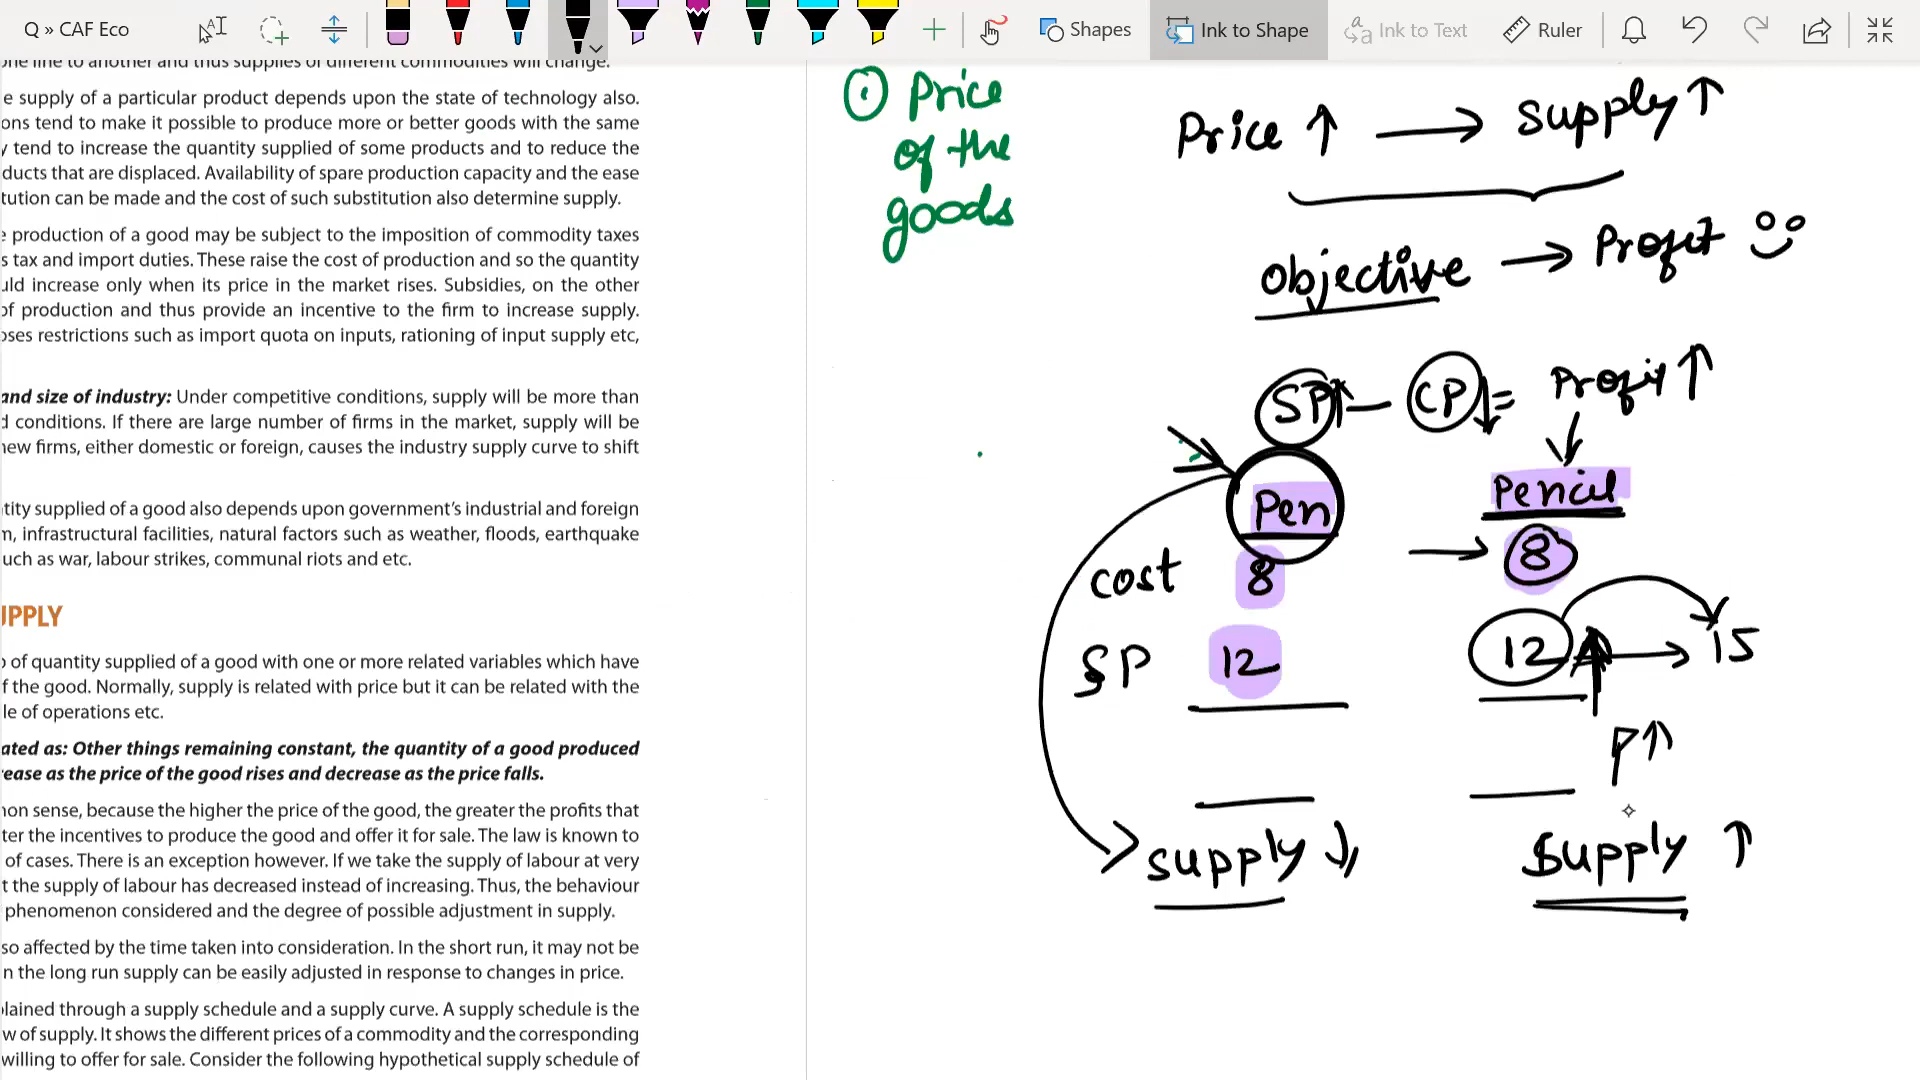 Q » CAF Eco
Shapes
Ink to Shape
Ink to Text
Ruler
one line to another and thus supplies of different commodities will change.
e supply of a particular product depends upon the state of technology also.
ons tend to make it possible to produce more or better goods with the same
y tend to increase the quantity supplied of some products and to reduce the
ducts that are displaced. Availability of spare production capacity and the ease
tution can be made and the cost of such substitution also determine supply.
e production of a good may be subject to the imposition of commodity taxes
s tax and import duties. These raise the cost of production and so the quantity
uld increase only when its price in the market rises. Subsidies, on the other
of production and thus provide an incentive to the firm to increase supply.
oses restrictions such as import quota on inputs, rationing of input supply etc,
and size of industry: Under competitive conditions, supply will be more than
d conditions. If there are large number of firms in the market, supply will be
new firms, either domestic or foreign, causes the industry supply curve to shift
tity supplied of a good also depends upon government's industrial and foreign
m, infrastructural facilities, natural factors such as weather, floods, earthquake
uch as war, labour strikes, communal riots and etc.
UPPLY
o of quantity supplied of a good with one or more related variables which have
f the good. Normally, supply is related with price but it can be related with the
le of operations etc.
ated as: Other things remaining constant, the quantity of a good produced
rease as the price of the good rises and decrease as the price falls.
non sense, because the higher the price of the good, the greater the profits that
ter the incentives to produce the good and offer it for sale. The law is known to
of cases. There is an exception however. If we take the supply of labour at very
t the supply of labour has decreased instead of increasing. Thus, the behaviour
phenomenon considered and the degree of possible adjustment in supply.
so affected by the time taken into consideration. In the short run, it may not be
n the long run supply can be easily adjusted in response to changes in price.
plained through a supply schedule and a supply curve. A supply schedule is the
w of supply. It shows the different prices of a commodity and the corresponding
willing to offer for sale. Consider the following hypothetical supply schedule of
① Price
of the
goods
Price ↑ → supply ↑
objective → Profit
SP↑ — CP↓ = Profit ↑
Pen Pencil
cost 8 → 8
SP 12 12 ↑ → 15
P↑
supply ↓ supply ↑